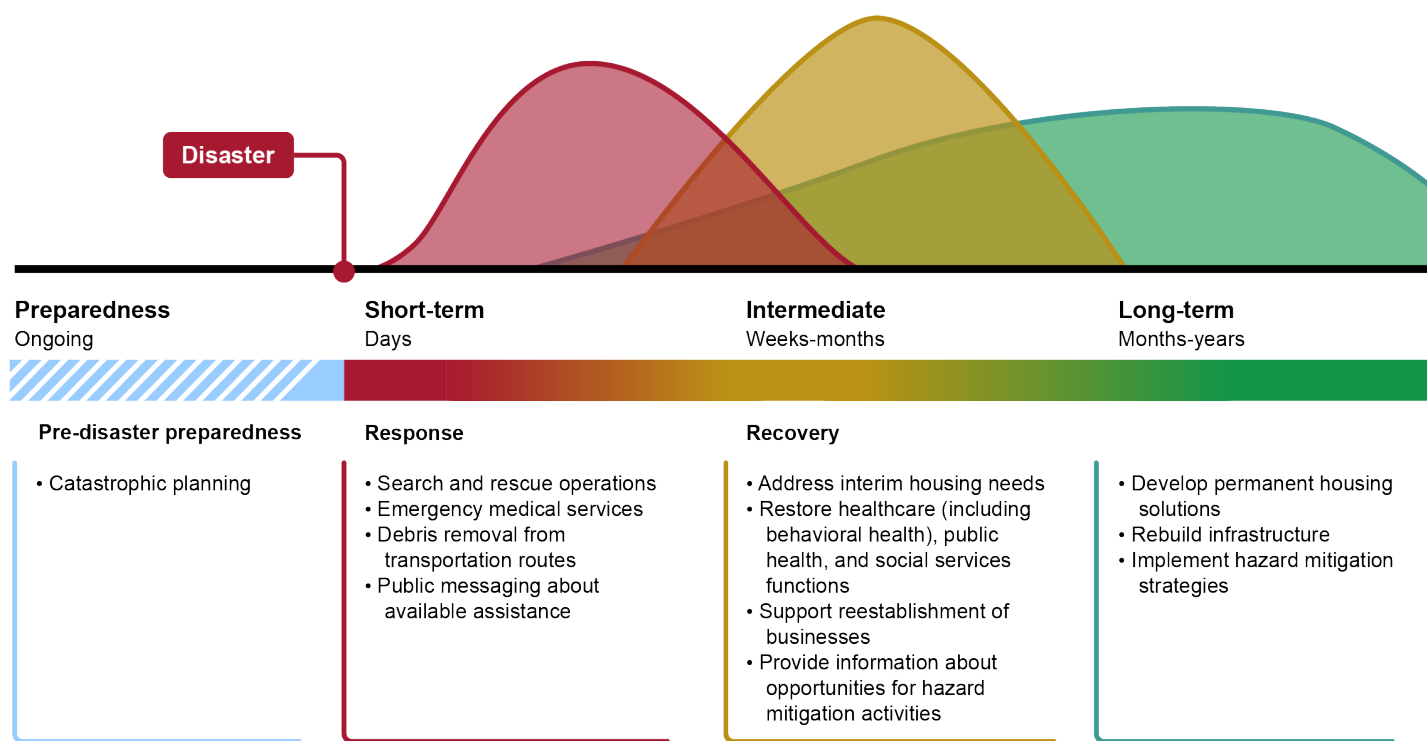 Disaster
Preparedness
Ongoing
Short-term
Days
Intermediate
Weeks-months
Long-term
Months-years
Pre-disaster preparedness
• Catastrophic planning
Response
• Search and rescue operations
• Emergency medical services
• Debris removal from
transportation routes
• Public messaging about
available assistance
Recovery
• Address interim housing needs
• Restore healthcare (including
behavioral health), public
health, and social services
functions
• Support reestablishment of
businesses
• Provide information about
opportunities for hazard
mitigation activities
• Develop permanent housing
solutions
• Rebuild infrastructure
• Implement hazard mitigation
strategies